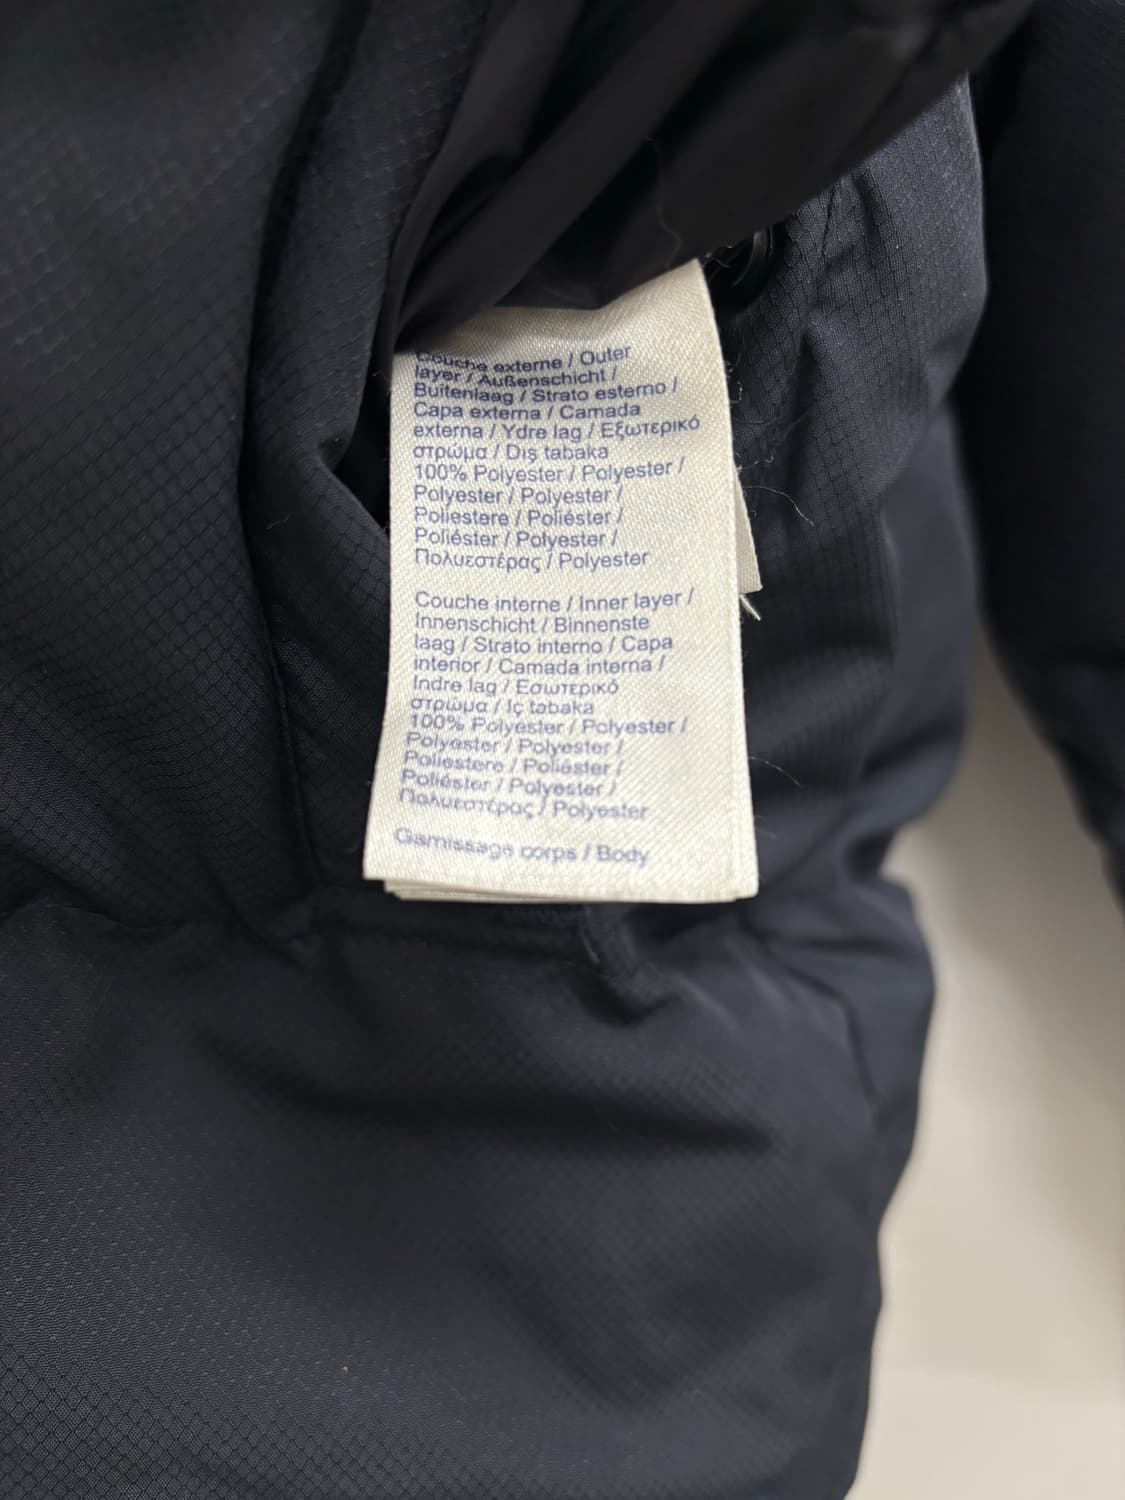 Couche externe / Outer
layer / Außenschicht /
Buitenlaag / Strato esterno /
Capa externa / Camada
externa / Ydre lag / Εξωτερικό
στρώμα / Dış tabaka
100% Polyester / Polyester /
Polyester / Polyester /
Poliestere / Poliéster /
Poliéster / Polyester /
Πολυεστέρας / Polyester
Couche interne / Inner layer /
Innenschicht / Binnenste
laag / Strato interno / Capa
interior / Camada interna /
Indre lag / Εσωτερικό
στρώμα / Iç tabaka
100% Polyester / Polyester /
Polyester / Polyester /
Poliestere / Poliéster /
Poliéster / Polyester /
Πολυεστέρας / Polyester
Garnissage corps / Body